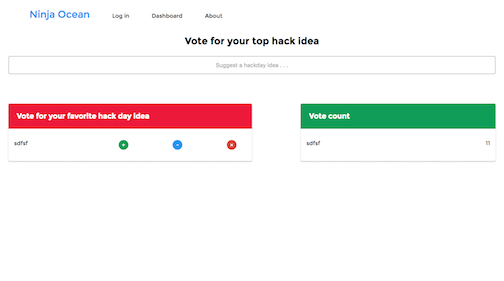 Ninja Ocean Log in Dashboard About
Vote for your top hack idea
Suggest a hackday idea . . .
Vote for your favorite hack day idea
sdfsf + − ×
Vote count
sdfsf 11